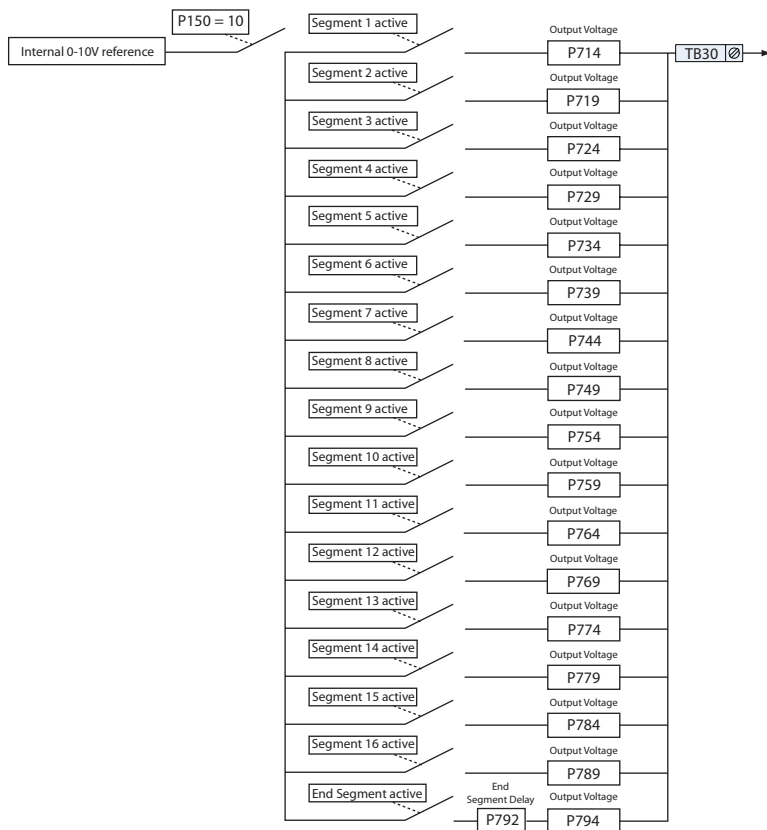 P150 = 10
Internal 0-10V reference
Segment 1 active
Output Voltage
P714
TB30
Segment 2 active
Output Voltage
P719
Segment 3 active
Output Voltage
P724
Segment 4 active
Output Voltage
P729
Segment 5 active
Output Voltage
P734
Segment 6 active
Output Voltage
P739
Segment 7 active
Output Voltage
P744
Segment 8 active
Output Voltage
P749
Segment 9 active
Output Voltage
P754
Segment 10 active
Output Voltage
P759
Segment 11 active
Output Voltage
P764
Segment 12 active
Output Voltage
P769
Segment 13 active
Output Voltage
P774
Segment 14 active
Output Voltage
P779
Segment 15 active
Output Voltage
P784
Segment 16 active
Output Voltage
P789
End Segment active
End
Segment Delay
P792
Output Voltage
P794